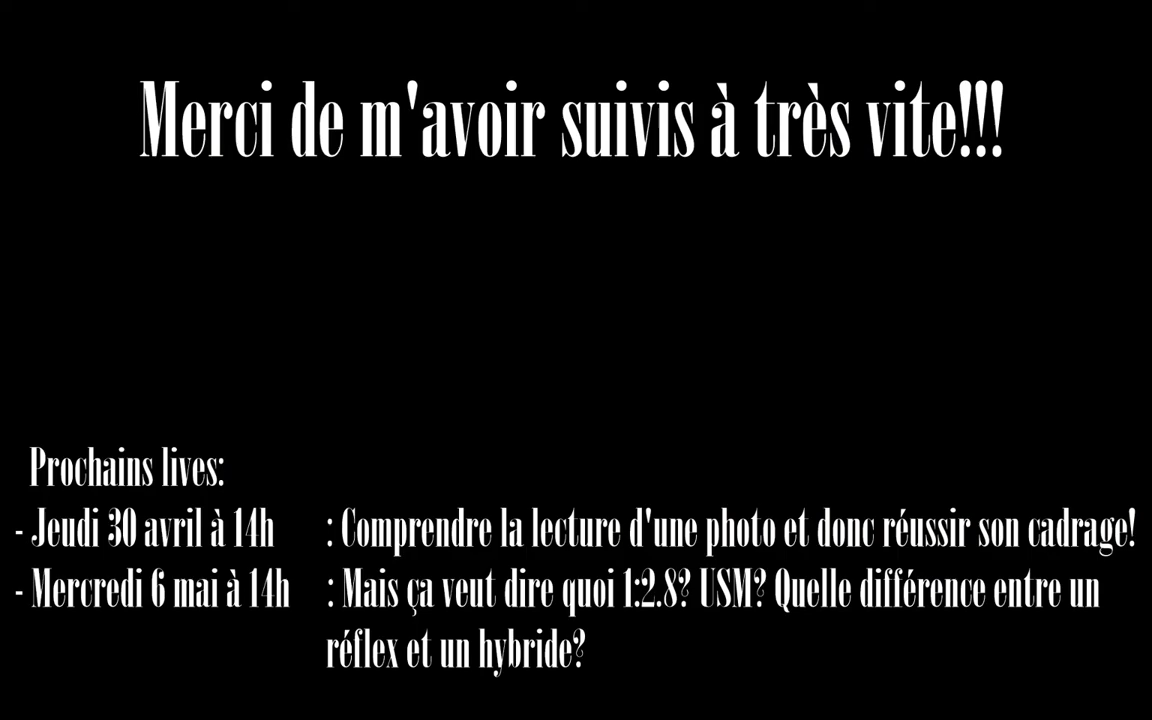 Merci de m'avoir suivis à très vite!!!
Prochains lives:
- Jeudi 30 avril à 14h : Comprendre la lecture d'une photo et donc réussir son cadrage!
- Mercredi 6 mai à 14h : Mais ça veut dire quoi 1:2.8? USM? Quelle différence entre un
réflex et un hybride?